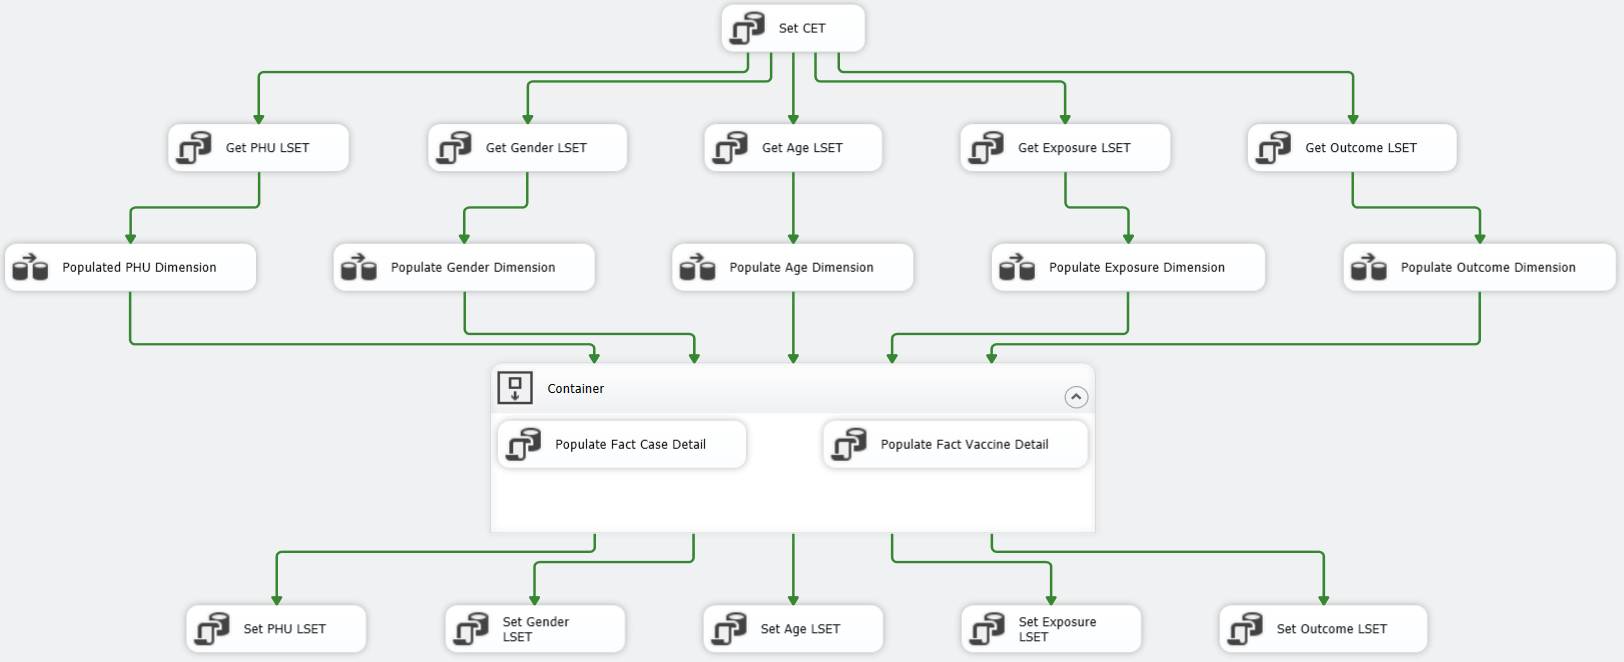 Set CET
Get PHU LSET
Get Gender LSET
Get Age LSET
Get Exposure LSET
Get Outcome LSET
Populated PHU Dimension
Populate Gender Dimension
Populate Age Dimension
Populate Exposure Dimension
Populate Outcome Dimension
Container
Populate Fact Case Detail
Populate Fact Vaccine Detail
Set PHU LSET
Set Gender
LSET
Set Age LSET
Set Exposure
LSET
Set Outcome LSET